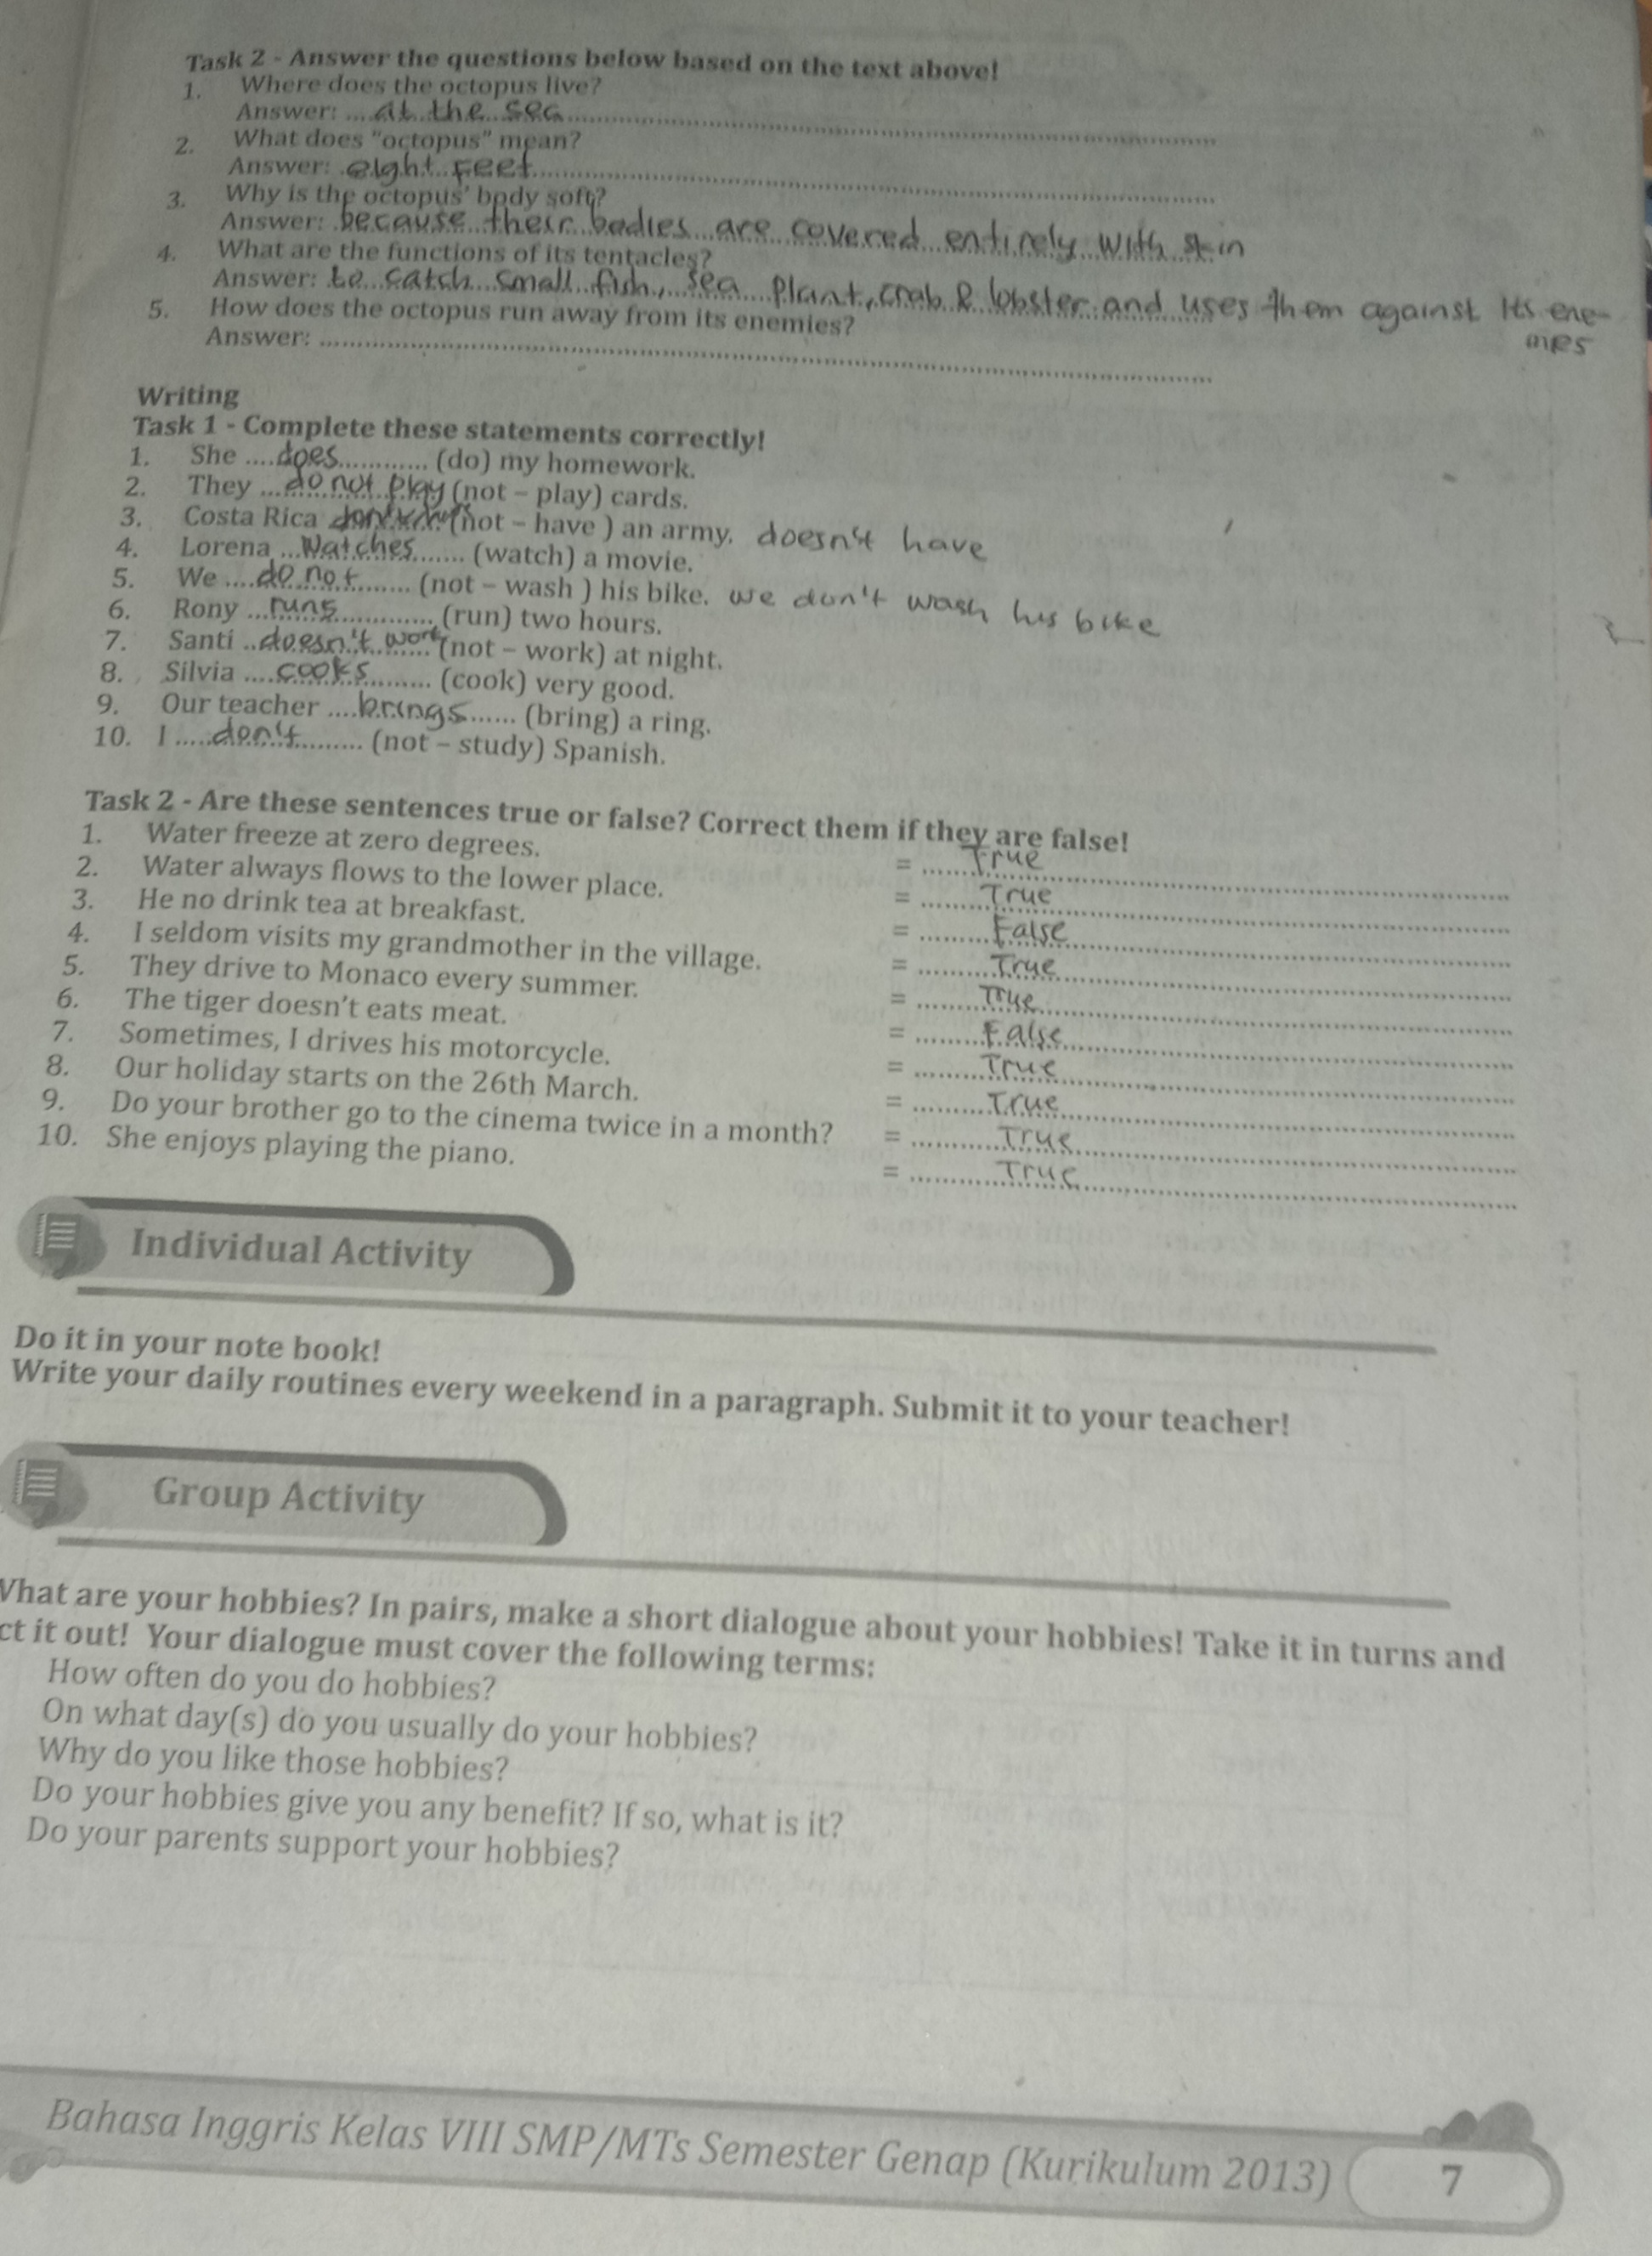 Task 2 - Answer the questions below based on the text above!
1. Where does the octopus live?
Answer: ....at the sea....
2. What does "octopus" mean?
Answer: .eight feet....
3. Why is the octopus' body soft?
Answer: .because their bodies are covered entirely with skin
4. What are the functions of its tentacles?
Answer: to catch small fish, sea plant, crab & lobster and uses them against its ene-
mies
5. How does the octopus run away from its enemies?
Answer: ....
Writing
Task 1 - Complete these statements correctly!
1. She ....does.... (do) my homework.
2. They ...do not play (not – play) cards.
3. Costa Rica (not – have ) an army. doesn't have
4. Lorena ...Watches.... (watch) a movie.
5. We ....do not.... (not – wash ) his bike. we don't wash his bike
6. Rony ...runs.... (run) two hours.
7. Santi ..doesn't work (not – work) at night.
8. Silvia ....cooks.... (cook) very good.
9. Our teacher ....brings.... (bring) a ring.
10. I ....don't.... (not – study) Spanish.
Task 2 - Are these sentences true or false? Correct them if they are false!
1. Water freeze at zero degrees. = ....True....
2. Water always flows to the lower place. = ....True....
3. He no drink tea at breakfast. = ....False....
4. I seldom visits my grandmother in the village. = ....True....
5. They drive to Monaco every summer. = ....True....
6. The tiger doesn't eats meat. = ....False....
7. Sometimes, I drives his motorcycle. = ....True....
8. Our holiday starts on the 26th March. = ....True....
9. Do your brother go to the cinema twice in a month? = ....True....
10. She enjoys playing the piano. = ....True....
Individual Activity
Do it in your note book!
Write your daily routines every weekend in a paragraph. Submit it to your teacher!
Group Activity
What are your hobbies? In pairs, make a short dialogue about your hobbies! Take it in turns and
ct it out! Your dialogue must cover the following terms:
How often do you do hobbies?
On what day(s) do you usually do your hobbies?
Why do you like those hobbies?
Do your hobbies give you any benefit? If so, what is it?
Do your parents support your hobbies?
Bahasa Inggris Kelas VIII SMP/MTs Semester Genap (Kurikulum 2013) 7